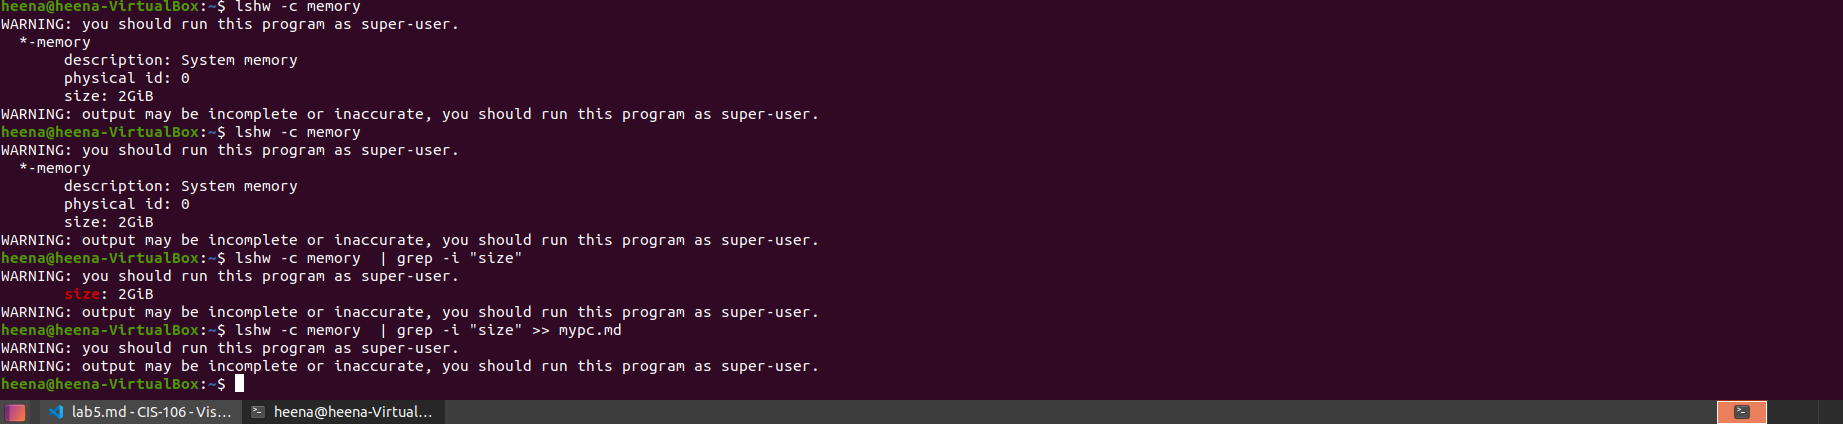 heena@heena-VirtualBox:~$ lshw -c memory
WARNING: you should run this program as super-user.
  *-memory
       description: System memory
       physical id: 0
       size: 2GiB
WARNING: output may be incomplete or inaccurate, you should run this program as super-user.
heena@heena-VirtualBox:~$ lshw -c memory
WARNING: you should run this program as super-user.
  *-memory
       description: System memory
       physical id: 0
       size: 2GiB
WARNING: output may be incomplete or inaccurate, you should run this program as super-user.
heena@heena-VirtualBox:~$ lshw -c memory  | grep -i "size"
WARNING: you should run this program as super-user.
       size: 2GiB
WARNING: output may be incomplete or inaccurate, you should run this program as super-user.
heena@heena-VirtualBox:~$ lshw -c memory  | grep -i "size" >> mypc.md
WARNING: you should run this program as super-user.
WARNING: output may be incomplete or inaccurate, you should run this program as super-user.
heena@heena-VirtualBox:~$
lab5.md - CIS-106 - Vis... heena@heena-Virtual...